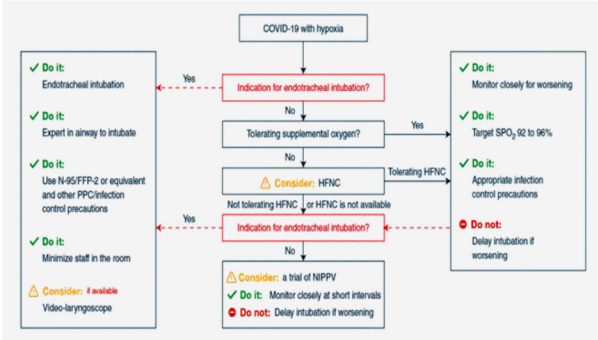 COVID-19 with hypoxia
Indication for endotracheal intubation?
Yes
No
Do it:
Endotracheal intubation
Do it:
Expert in airway to intubate
Do it:
Use N-95/FFP-2 or equivalent
and other PPC/infection
control precautions
Do it:
Minimize staff in the room
Consider: if available
Video-laryngoscope
Tolerating supplemental oxygen?
Yes
No
Consider: HFNC
Tolerating HFNC
Not tolerating HFNC or HFNC is not available
Indication for endotracheal intubation?
Yes
No
Consider: a trial of NIPPV
Do it: Monitor closely at short intervals
Do not: Delay intubation if worsening
Do it:
Monitor closely for worsening
Do it:
Target SPO₂ 92 to 96%
Do it:
Appropriate infection
control precautions
Do not:
Delay intubation if
worsening